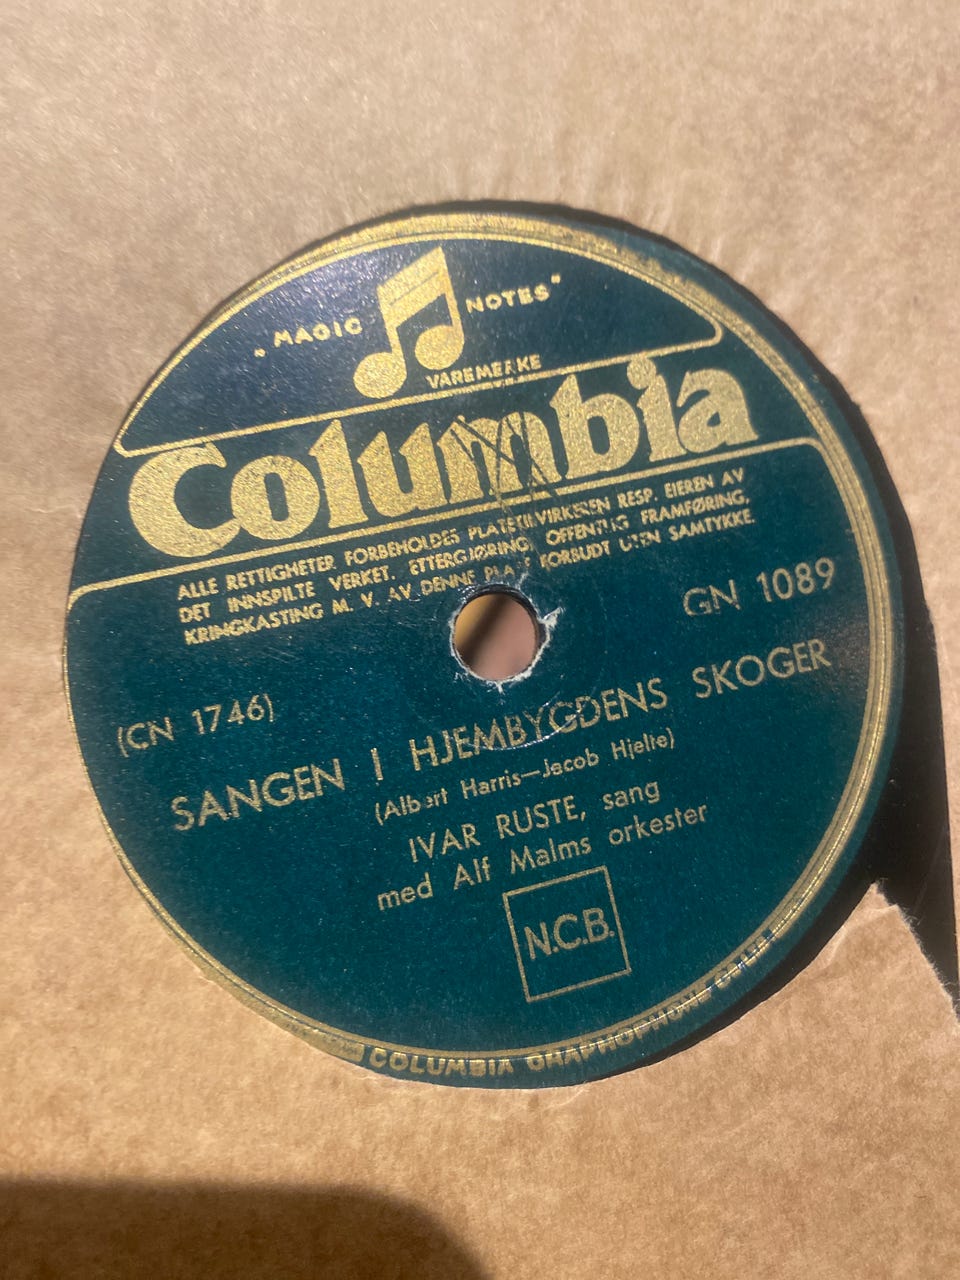 „MAGIC NOTES"
VAREMERKE
Columbia
ALLE RETTIGHETER FORBEHOLDES PLATETILVIRKEREN RESP. EIEREN AV
DET INNSPILTE VERKET. ETTERGJØRING, OFFENTLIG FRAMFØRING,
KRINGKASTING M. V. AV DENNE PLATE FORBUDT UTEN SAMTYKKE.
GN 1089
(CN 1746)
SANGEN I HJEMBYGDENS SKOGER
(Albert Harris—Jacob Hjelte)
IVAR RUSTE, sang
med Alf Malms orkester
N.C.B.
COLUMBIA GRAPHOPHONE